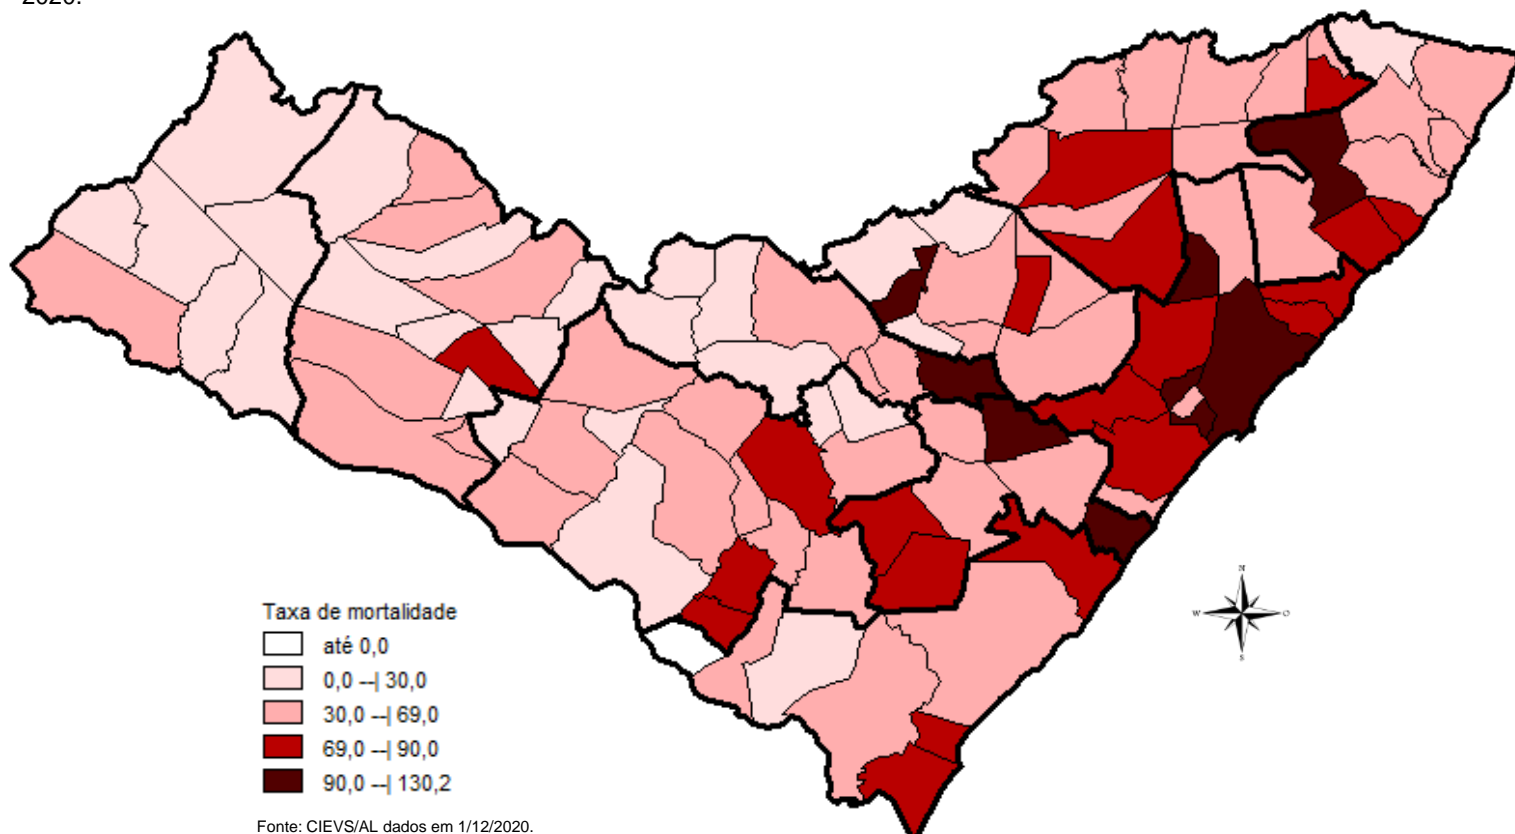 2020.
N
W
O
S
Taxa de mortalidade
até 0,0
0,0 --| 30,0
30,0 --| 69,0
69,0 --| 90,0
90,0 --| 130,2
Fonte: CIEVS/AL dados em 1/12/2020.